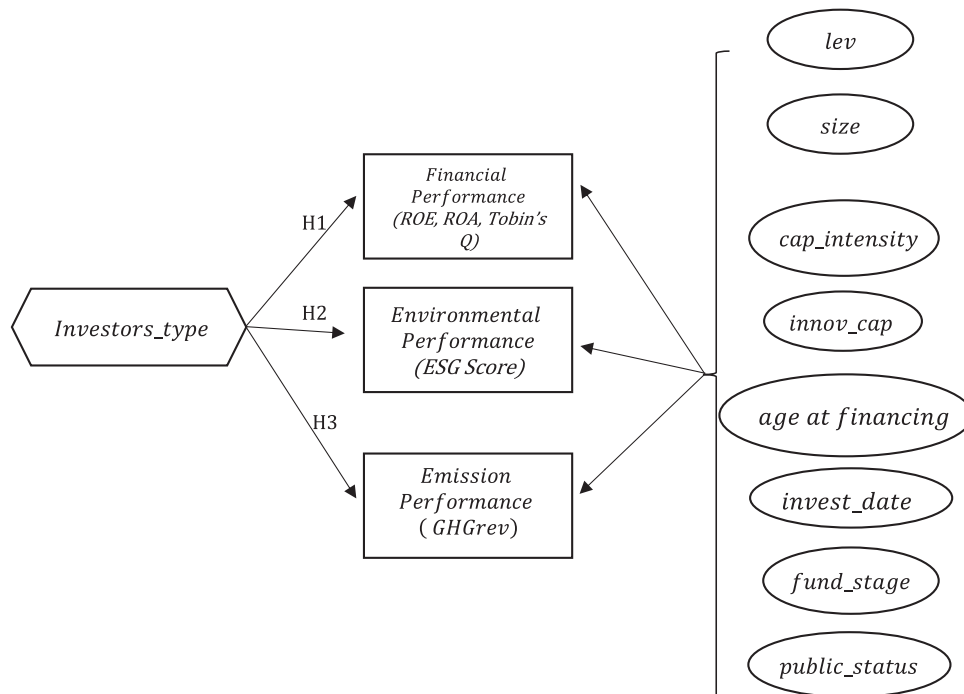 Investors_type
H1
H2
H3
Financial
Performance
(ROE, ROA, Tobin's
Q)
Environmental
Performance
(ESG Score)
Emission
Performance
( GHGrev)
lev
size
cap_intensity
innov_cap
age at financing
invest_date
fund_stage
public_status